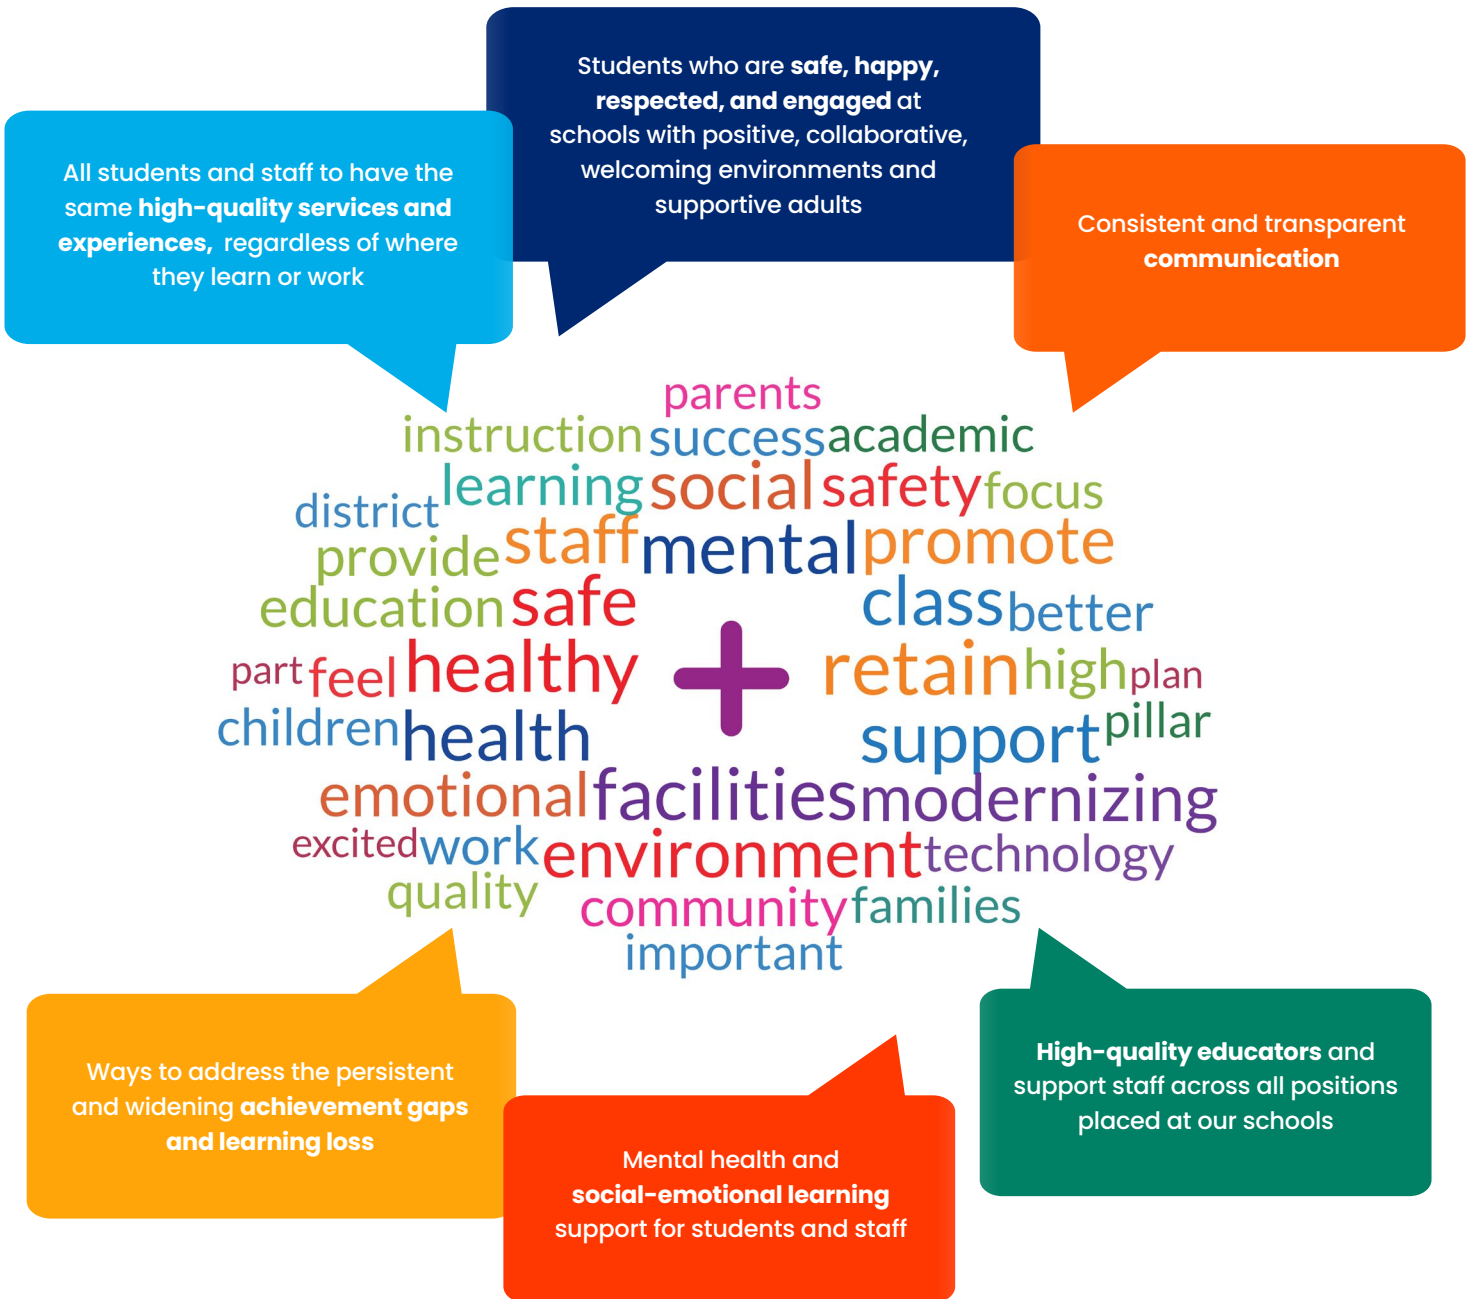 Students who are safe, happy,
respected, and engaged at
schools with positive, collaborative,
welcoming environments and
supportive adults
All students and staff to have the
same high-quality services and
experiences, regardless of where
they learn or work
Consistent and transparent
communication
parents
instruction success academic
learning social safety focus
district
staff mental promote
provide
education safe class better
part feel healthy + retain high plan
children health support pillar
emotional facilities modernizing
excited work environment technology
quality community families
important
Ways to address the persistent
and widening achievement gaps
and learning loss
Mental health and
social-emotional learning
support for students and staff
High-quality educators and
support staff across all positions
placed at our schools